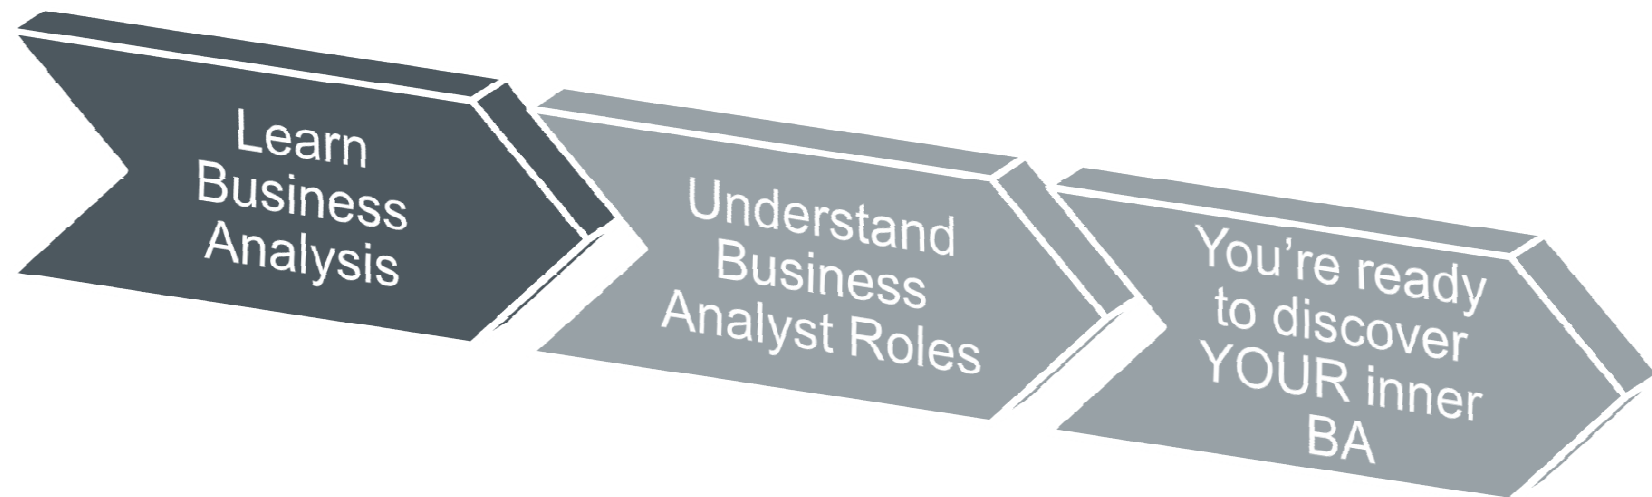 Learn
Business
Analysis
Understand
Business
Analyst Roles
You’re ready
to discover
YOUR inner
BA